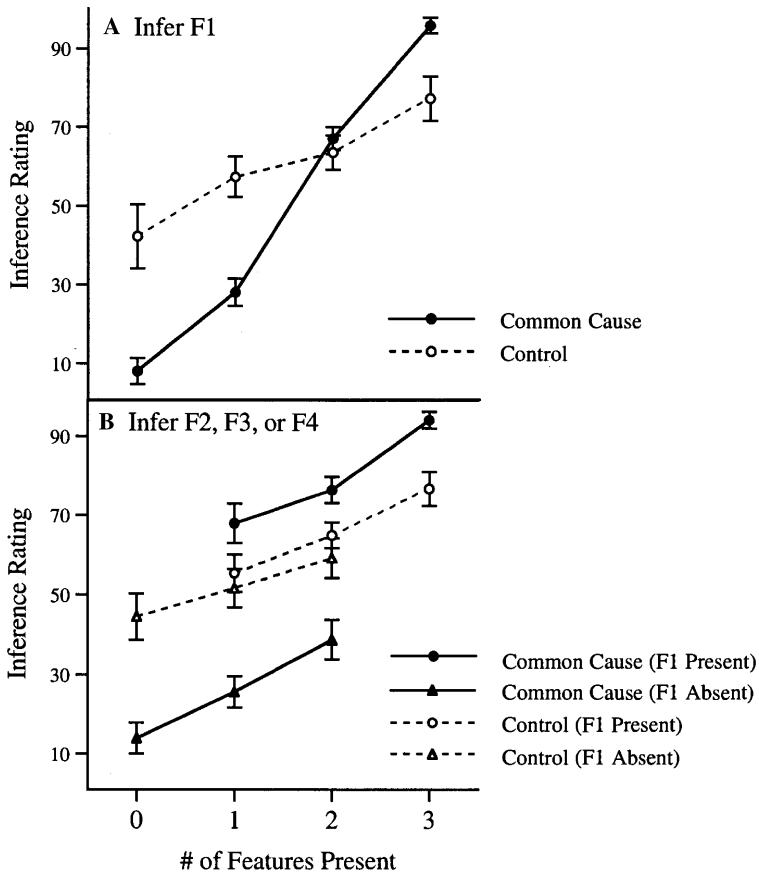 A Infer F1
90
70
50
30
10
Inference Rating
Common Cause
Control
B Infer F2, F3, or F4
90
70
50
30
10
Inference Rating
Common Cause (F1 Present)
Common Cause (F1 Absent)
Control (F1 Present)
Control (F1 Absent)
0 1 2 3
# of Features Present